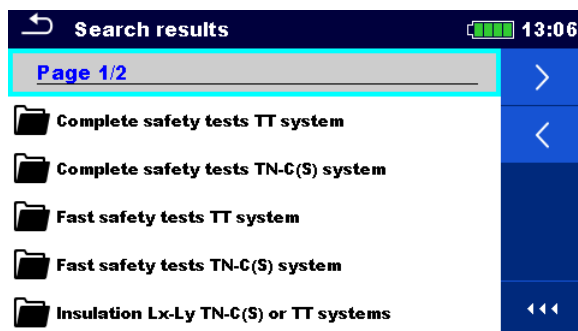 Search results
13:06
Page 1/2
Complete safety tests TT system
Complete safety tests TN-C(S) system
Fast safety tests TT system
Fast safety tests TN-C(S) system
Insulation Lx-Ly TN-C(S) or TT systems